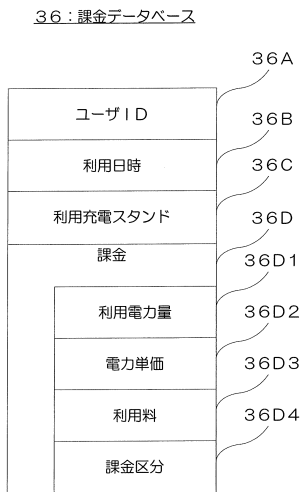 36：課金データベース
36A
ユーザID
36B
利用日時
36C
利用充電スタンド
36D
課金
36D1
利用電力量
36D2
電力単価
36D3
利用料
36D4
課金区分